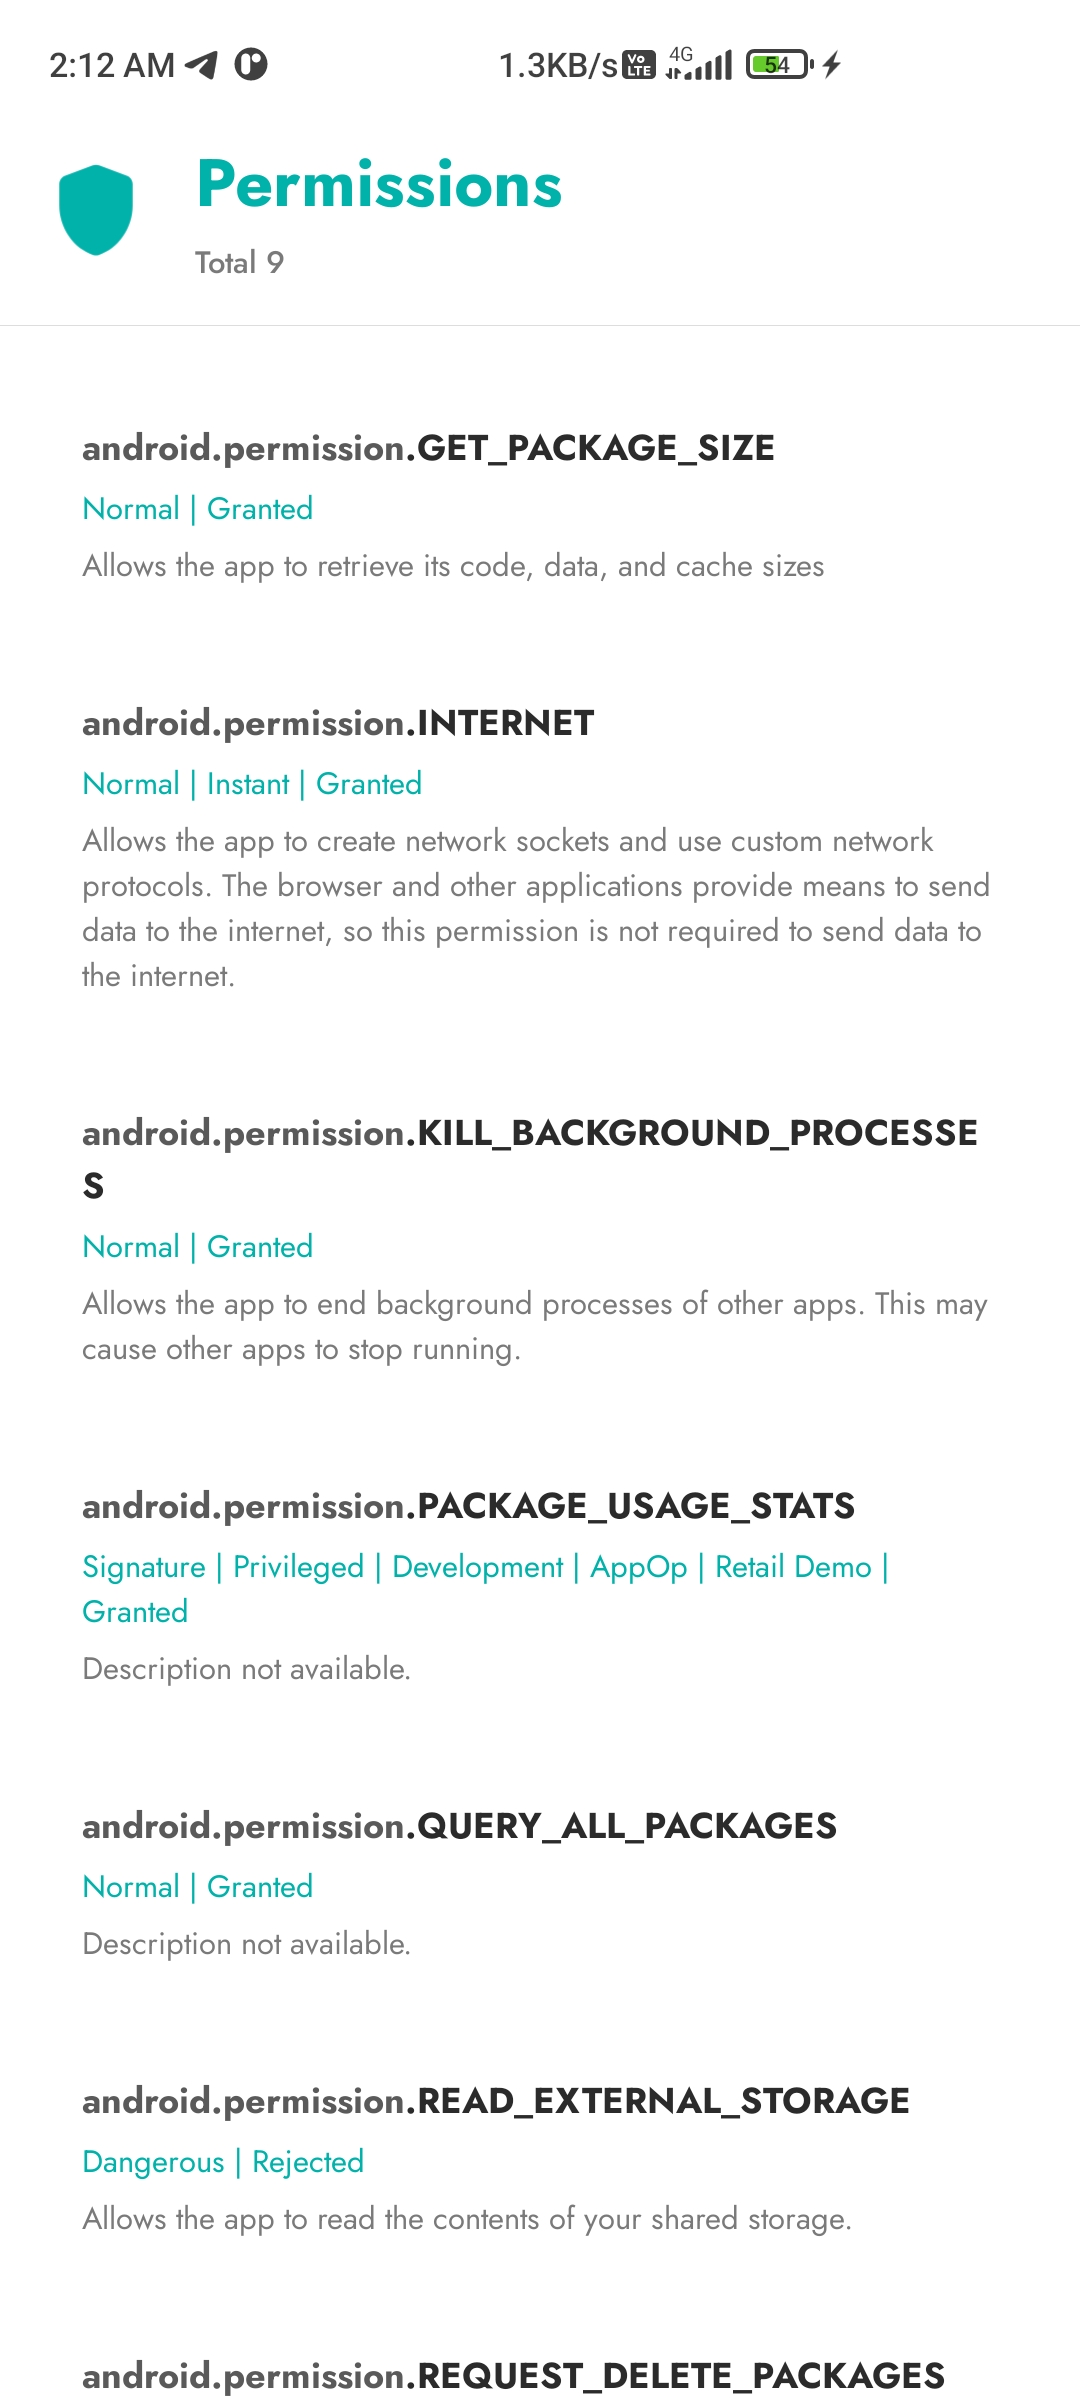 2:12 AM 1.3KB/s Vo LTE 4G 54
Permissions
Total 9
android.permission.GET_PACKAGE_SIZE
Normal | Granted
Allows the app to retrieve its code, data, and cache sizes
android.permission.INTERNET
Normal | Instant | Granted
Allows the app to create network sockets and use custom network
protocols. The browser and other applications provide means to send
data to the internet, so this permission is not required to send data to
the internet.
android.permission.KILL_BACKGROUND_PROCESSE
S
Normal | Granted
Allows the app to end background processes of other apps. This may
cause other apps to stop running.
android.permission.PACKAGE_USAGE_STATS
Signature | Privileged | Development | AppOp | Retail Demo |
Granted
Description not available.
android.permission.QUERY_ALL_PACKAGES
Normal | Granted
Description not available.
android.permission.READ_EXTERNAL_STORAGE
Dangerous | Rejected
Allows the app to read the contents of your shared storage.
android.permission.REQUEST_DELETE_PACKAGES